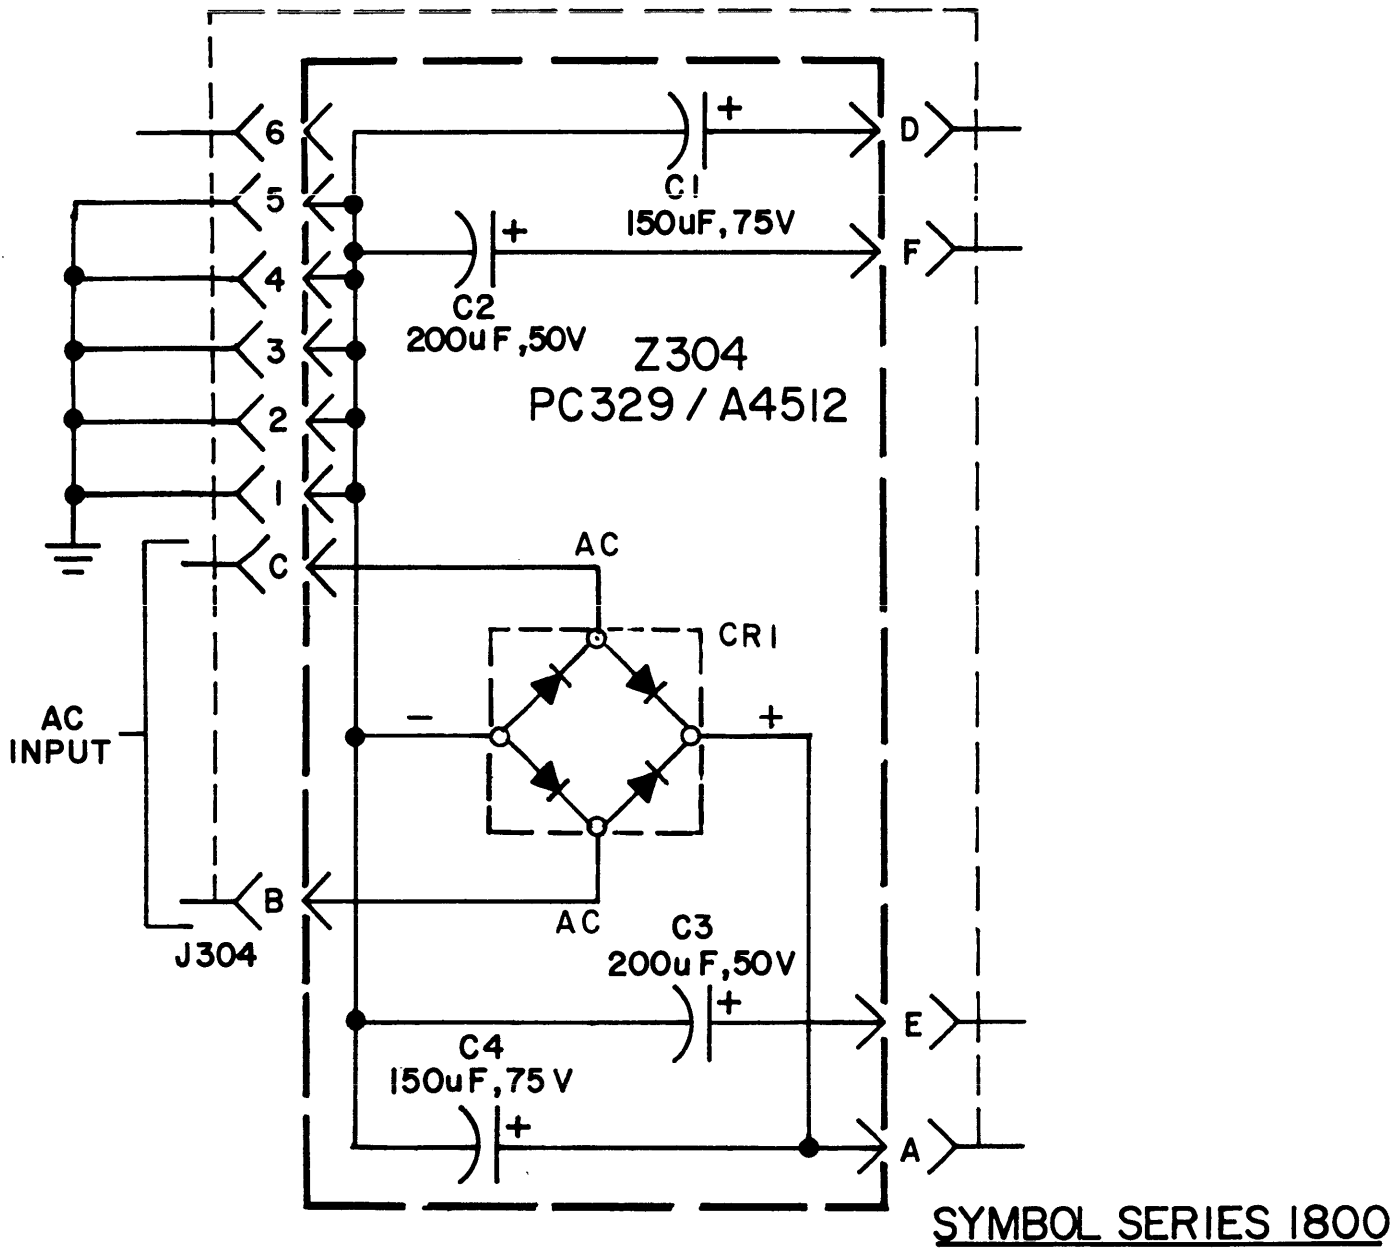 6
+
D
5
C1
150uF,75V
+
F
4
C2
200uF,50V
3
Z304
PC329/A4512
2
1
C
AC
CR1
AC
INPUT
−
+
B
AC
J304
C3
200uF,50V
+
E
C4
150uF,75V
+
A
SYMBOL SERIES 1800